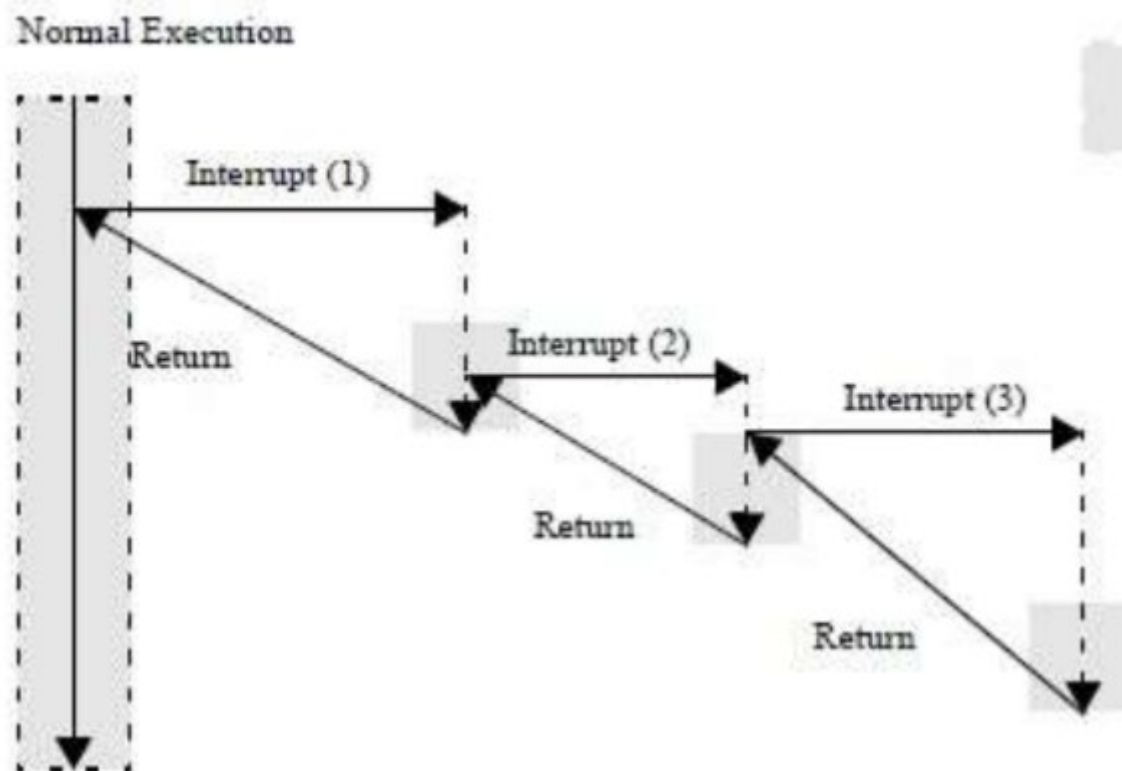 Normal Execution
Interrupt (1)
Return
Interrupt (2)
Interrupt (3)
Return
Return